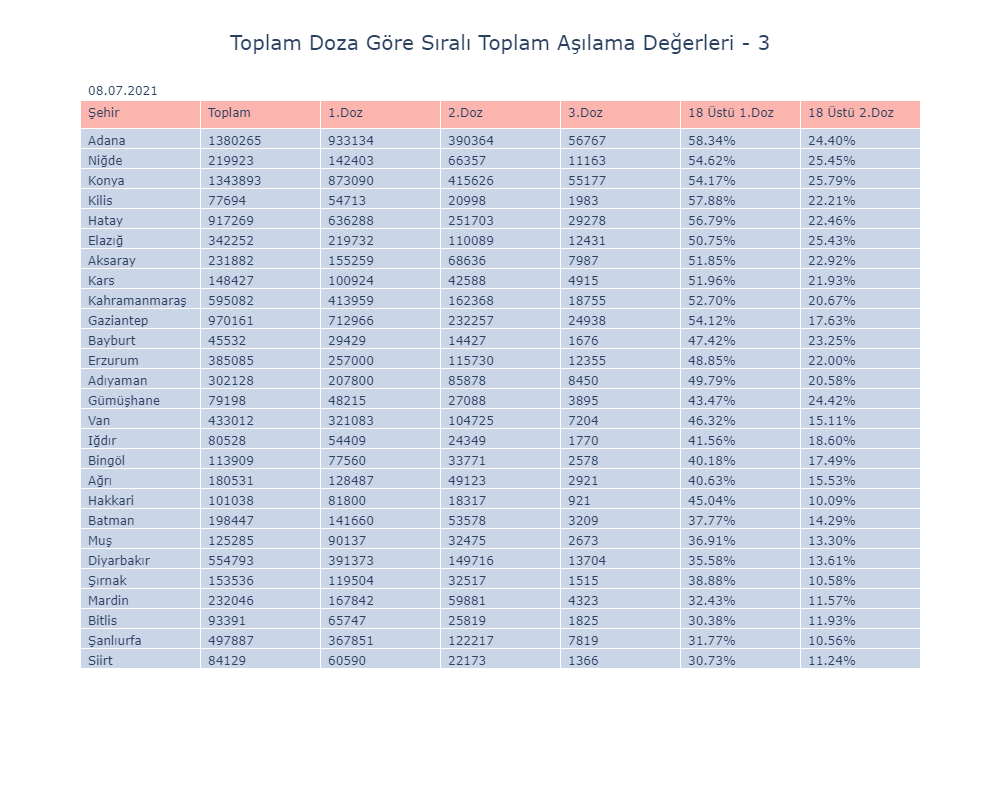 Toplam Doza Göre Sıralı Toplam Aşılama Değerleri - 3
08.07.2021
Şehir Toplam 1.Doz 2.Doz 3.Doz 18 Üstü 1.Doz 18 Üstü 2.Doz
Adana 1380265 933134 390364 56767 58.34% 24.40%
Niğde 219923 142403 66357 11163 54.62% 25.45%
Konya 1343893 873090 415626 55177 54.17% 25.79%
Kilis 77694 54713 20998 1983 57.88% 22.21%
Hatay 917269 636288 251703 29278 56.79% 22.46%
Elazığ 342252 219732 110089 12431 50.75% 25.43%
Aksaray 231882 155259 68636 7987 51.85% 22.92%
Kars 148427 100924 42588 4915 51.96% 21.93%
Kahramanmaraş 595082 413959 162368 18755 52.70% 20.67%
Gaziantep 970161 712966 232257 24938 54.12% 17.63%
Bayburt 45532 29429 14427 1676 47.42% 23.25%
Erzurum 385085 257000 115730 12355 48.85% 22.00%
Adıyaman 302128 207800 85878 8450 49.79% 20.58%
Gümüşhane 79198 48215 27088 3895 43.47% 24.42%
Van 433012 321083 104725 7204 46.32% 15.11%
Iğdır 80528 54409 24349 1770 41.56% 18.60%
Bingöl 113909 77560 33771 2578 40.18% 17.49%
Ağrı 180531 128487 49123 2921 40.63% 15.53%
Hakkari 101038 81800 18317 921 45.04% 10.09%
Batman 198447 141660 53578 3209 37.77% 14.29%
Muş 125285 90137 32475 2673 36.91% 13.30%
Diyarbakır 554793 391373 149716 13704 35.58% 13.61%
Şırnak 153536 119504 32517 1515 38.88% 10.58%
Mardin 232046 167842 59881 4323 32.43% 11.57%
Bitlis 93391 65747 25819 1825 30.38% 11.93%
Şanlıurfa 497887 367851 122217 7819 31.77% 10.56%
Siirt 84129 60590 22173 1366 30.73% 11.24%